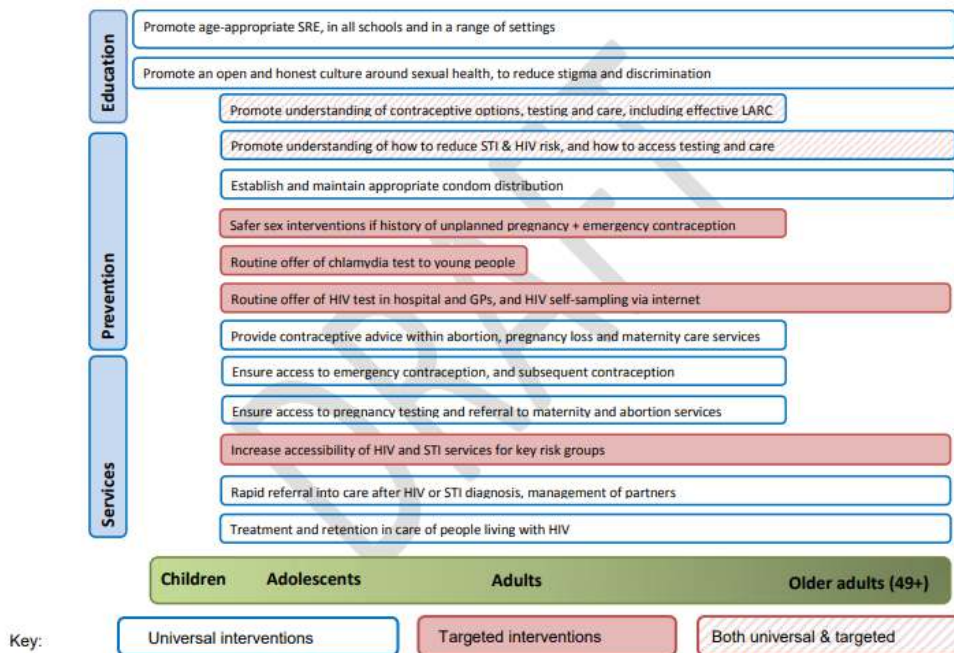 Education
Promote age-appropriate SRE, in all schools and in a range of settings
Promote an open and honest culture around sexual health, to reduce stigma and discrimination
Promote understanding of contraceptive options, testing and care, including effective LARC
Prevention
Promote understanding of how to reduce STI & HIV risk, and how to access testing and care
Establish and maintain appropriate condom distribution
Safer sex interventions if history of unplanned pregnancy + emergency contraception
Routine offer of chlamydia test to young people
Routine offer of HIV test in hospital and GPs, and HIV self-sampling via internet
Provide contraceptive advice within abortion, pregnancy loss and maternity care services
Services
Ensure access to emergency contraception, and subsequent contraception
Ensure access to pregnancy testing and referral to maternity and abortion services
Increase accessibility of HIV and STI services for key risk groups
Rapid referral into care after HIV or STI diagnosis, management of partners
Treatment and retention in care of people living with HIV
DRAFT
Children Adolescents Adults Older adults (49+)
Key: Universal interventions Targeted interventions Both universal & targeted